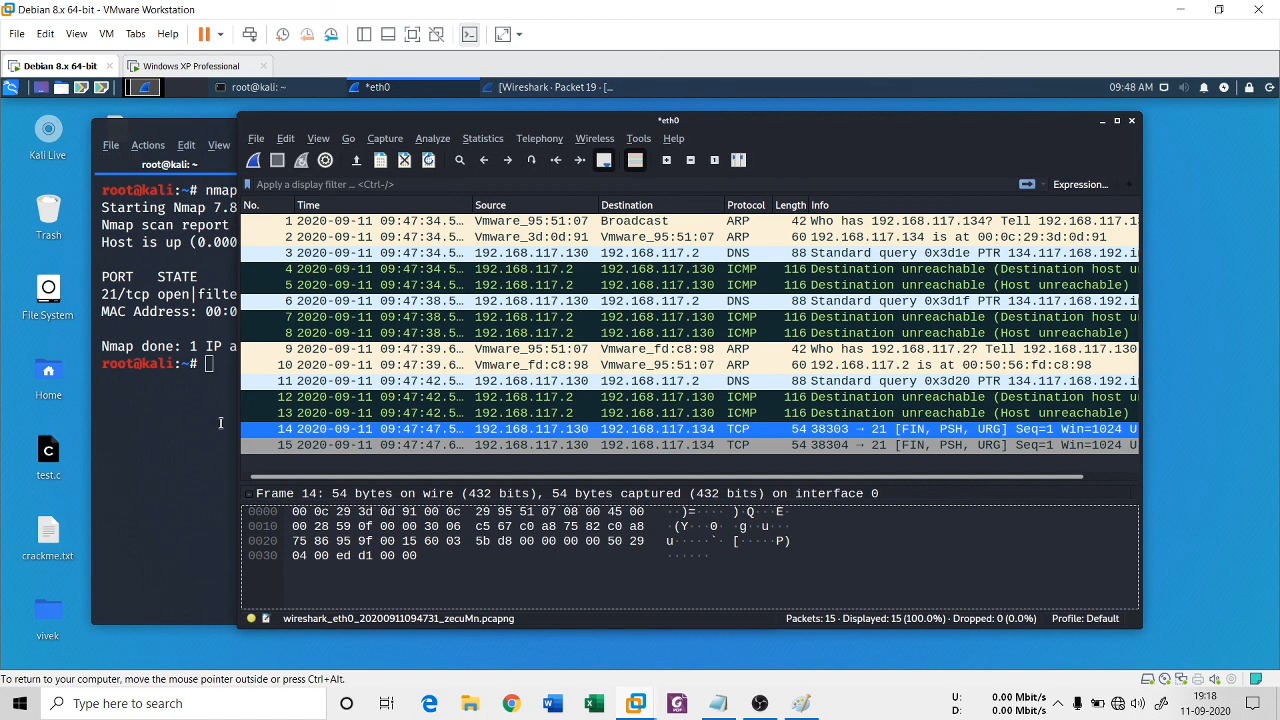 Debian 8.x 64-bit - VMware Workstation
File Edit View VM Tabs Help
Debian 8.x 64-bit Windows XP Professional
root@kali: ~ *eth0 [Wireshark · Packet 19 · [... 09:48 AM
*eth0
Kali Live
Trash
File System
Home
test.c
crackme.txt
vivek
File Actions Edit View
root@kali: ~
root@kali:~# nmap
Starting Nmap 7.8
Nmap scan report
Host is up (0.000
PORT STATE
21/tcp open|filte
MAC Address: 00:0
Nmap done: 1 IP a
root@kali:~#
File Edit View Go Capture Analyze Statistics Telephony Wireless Tools Help
Apply a display filter … <Ctrl-/> Expression… +
No. Time Source Destination Protocol Length Info
1 2020-09-11 09:47:34.5… Vmware_95:51:07 Broadcast ARP 42 Who has 192.168.117.134? Tell 192.168.117.13
2 2020-09-11 09:47:34.5… Vmware_3d:0d:91 Vmware_95:51:07 ARP 60 192.168.117.134 is at 00:0c:29:3d:0d:91
3 2020-09-11 09:47:34.5… 192.168.117.130 192.168.117.2 DNS 88 Standard query 0x3d1e PTR 134.117.168.192.i
4 2020-09-11 09:47:34.5… 192.168.117.2 192.168.117.130 ICMP 116 Destination unreachable (Destination host u
5 2020-09-11 09:47:34.5… 192.168.117.2 192.168.117.130 ICMP 116 Destination unreachable (Host unreachable)
6 2020-09-11 09:47:38.5… 192.168.117.130 192.168.117.2 DNS 88 Standard query 0x3d1f PTR 134.117.168.192.i
7 2020-09-11 09:47:38.5… 192.168.117.2 192.168.117.130 ICMP 116 Destination unreachable (Destination host u
8 2020-09-11 09:47:38.5… 192.168.117.2 192.168.117.130 ICMP 116 Destination unreachable (Host unreachable)
9 2020-09-11 09:47:39.6… Vmware_95:51:07 Vmware_fd:c8:98 ARP 42 Who has 192.168.117.2? Tell 192.168.117.130
10 2020-09-11 09:47:39.6… Vmware_fd:c8:98 Vmware_95:51:07 ARP 60 192.168.117.2 is at 00:50:56:fd:c8:98
11 2020-09-11 09:47:42.5… 192.168.117.130 192.168.117.2 DNS 88 Standard query 0x3d20 PTR 134.117.168.192.i
12 2020-09-11 09:47:42.5… 192.168.117.2 192.168.117.130 ICMP 116 Destination unreachable (Destination host u
13 2020-09-11 09:47:42.5… 192.168.117.2 192.168.117.130 ICMP 116 Destination unreachable (Host unreachable)
14 2020-09-11 09:47:47.5… 192.168.117.130 192.168.117.134 TCP 54 38303 → 21 [FIN, PSH, URG] Seq=1 Win=1024 U
15 2020-09-11 09:47:47.6… 192.168.117.130 192.168.117.134 TCP 54 38304 → 21 [FIN, PSH, URG] Seq=1 Win=1024 U
Frame 14: 54 bytes on wire (432 bits), 54 bytes captured (432 bits) on interface 0
0000 00 0c 29 3d 0d 91 00 0c 29 95 51 07 08 00 45 00 ··)=···· )·Q···E·
0010 00 28 59 0f 00 00 30 06 c5 67 c0 a8 75 82 c0 a8 ·(Y···0· ·g··u···
0020 75 86 95 9f 00 15 60 03 5b d8 00 00 00 00 50 29 u·····`· [·····P)
0030 04 00 ed d1 00 00 ······
wireshark_eth0_20200911094731_zecuMn.pcapng Packets: 15 · Displayed: 15 (100.0%) · Dropped: 0 (0.0%) Profile: Default
To return to your computer, move the mouse pointer outside or press Ctrl+Alt.
Type here to search
U: 0.00 Mbit/s
D: 0.00 Mbit/s
19:18
11-09-2020